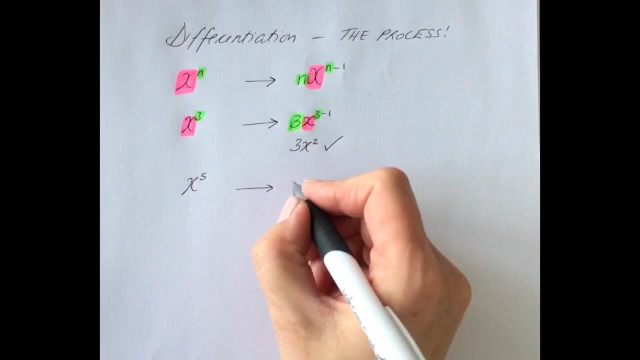 Differentiation – THE PROCESS!
xⁿ → nxⁿ⁻¹
x³ → 3x³⁻¹
3x² ✓
x⁵ →